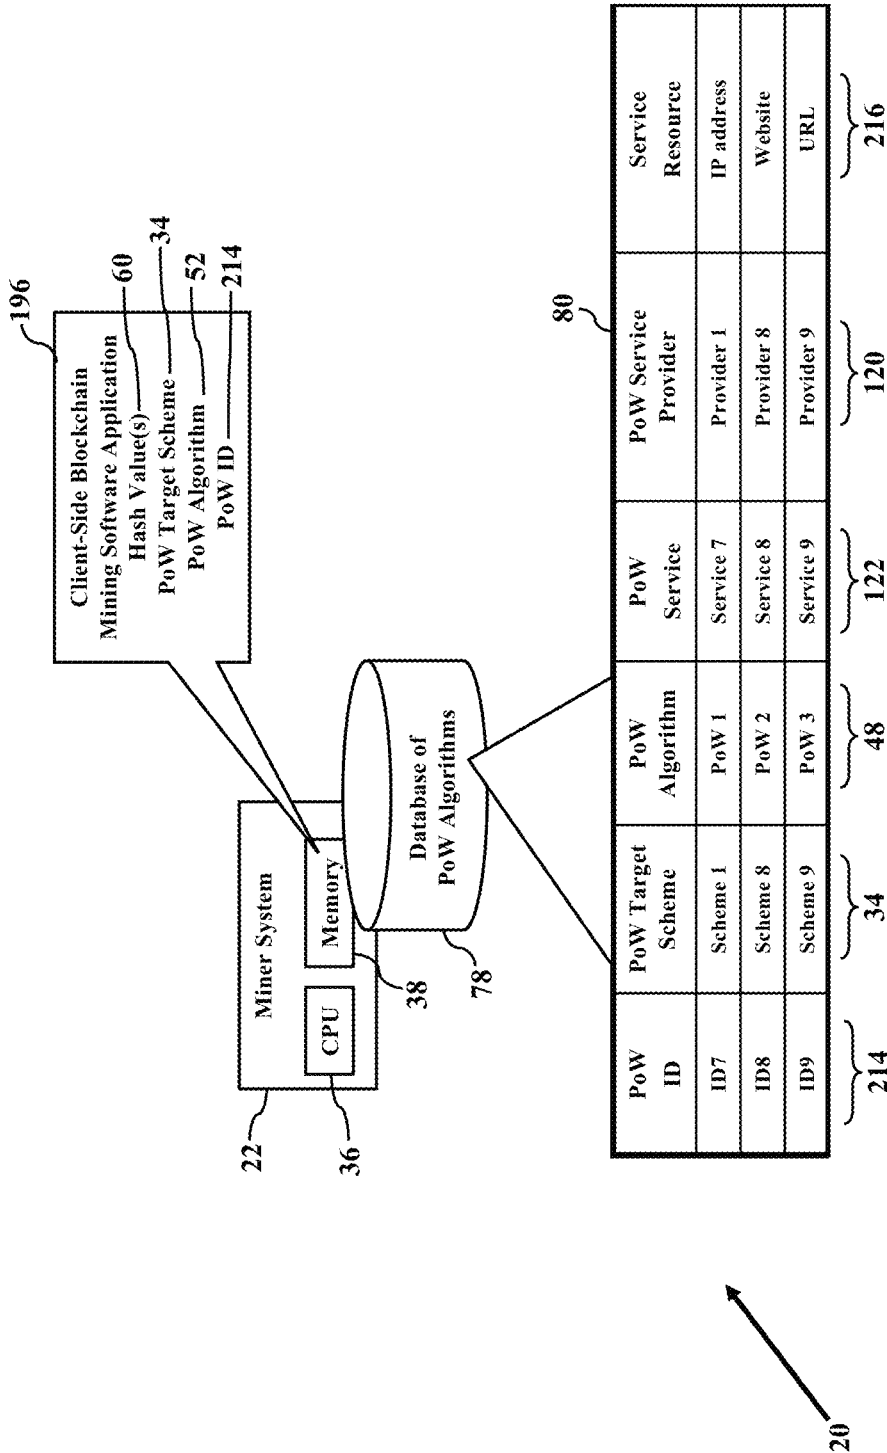 196
Client-Side Blockchain
Mining Software Application
Hash Value(s) 60
PoW Target Scheme 34
PoW Algorithm 52
PoW ID 214
22
Miner System
36
CPU
Memory
38
Database of
PoW Algorithms
78
80
PoW ID
PoW Target Scheme
PoW Algorithm
PoW Service
PoW Service Provider
Service Resource
ID7 Scheme 1 PoW 1 Service 7 Provider 1 IP address
ID8 Scheme 8 PoW 2 Service 8 Provider 8 Website
ID9 Scheme 9 PoW 3 Service 9 Provider 9 URL
214 34 48 122 120 216
20